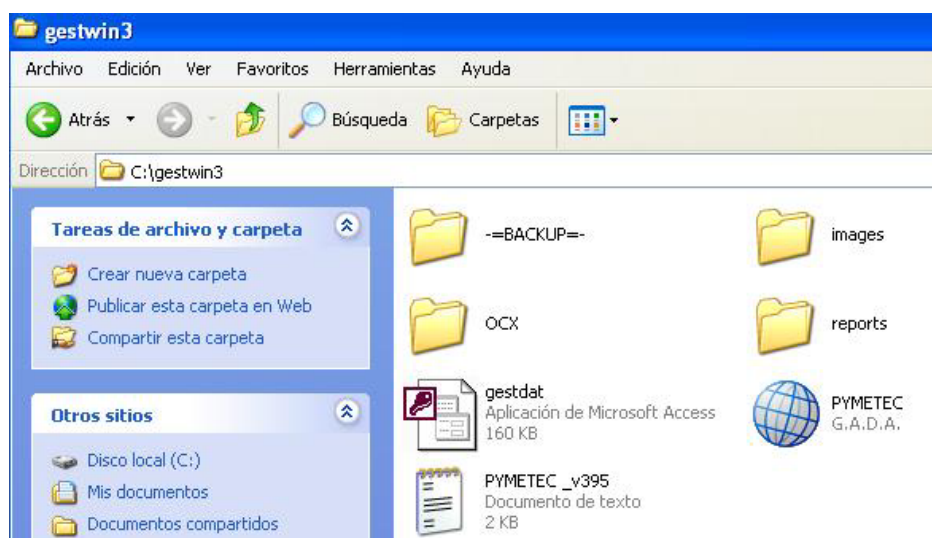 gestwin3
Archivo Edición Ver Favoritos Herramientas Ayuda
Atrás Búsqueda Carpetas
Dirección C:\gestwin3
Tareas de archivo y carpeta
Crear nueva carpeta
Publicar esta carpeta en Web
Compartir esta carpeta
Otros sitios
Disco local (C:)
Mis documentos
Documentos compartidos
-=BACKUP=-
images
OCX
reports
gestdat
Aplicación de Microsoft Access
160 KB
PYMETEC
G.A.D.A.
PYMETEC _v395
Documento de texto
2 KB